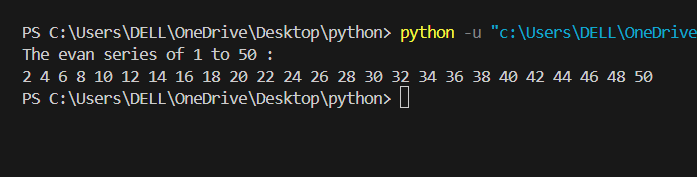 PS C:\Users\DELL\OneDrive\Desktop\python> python -u "c:\Users\DELL\OneDrive
The evan series of 1 to 50 :
2 4 6 8 10 12 14 16 18 20 22 24 26 28 30 32 34 36 38 40 42 44 46 48 50
PS C:\Users\DELL\OneDrive\Desktop\python>